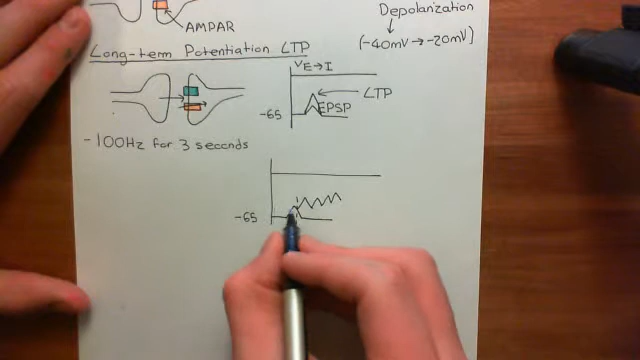 AMPAR
Depolarization
(-40mV → -20mV)
Long-term Potentiation LTP
VE→I
LTP
EPSP
-65
-100Hz for 3 seconds
-65